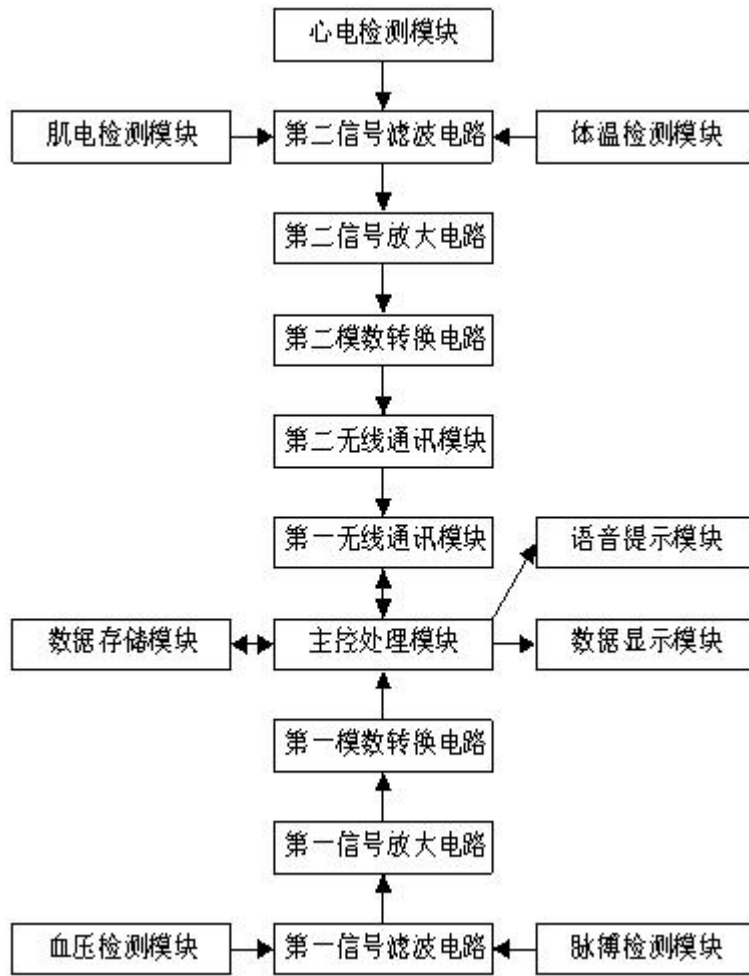 心电检测模块
肌电检测模块
第二信号滤波电路
体温检测模块
第二信号放大电路
第二模数转换电路
第二无线通讯模块
第一无线通讯模块
语音提示模块
数据存储模块
主控处理模块
数据显示模块
第一模数转换电路
第一信号放大电路
血压检测模块
第一信号滤波电路
脉搏检测模块